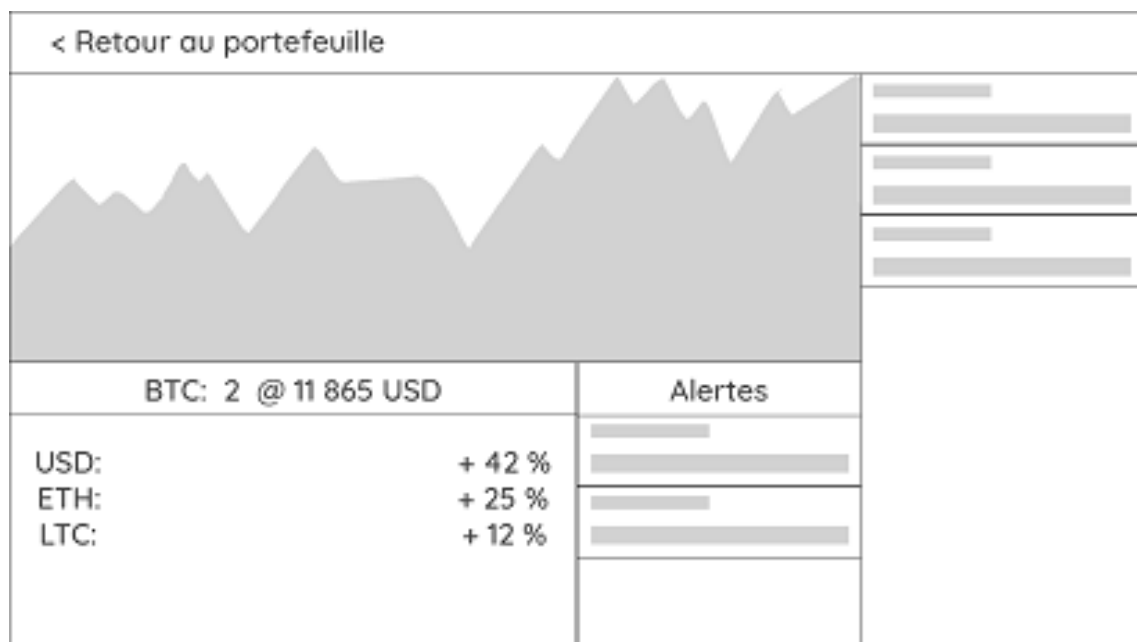 < Retour au portefeuille
BTC: 2 @ 11 865 USD
Alertes
USD: + 42 %
ETH: + 25 %
LTC: + 12 %